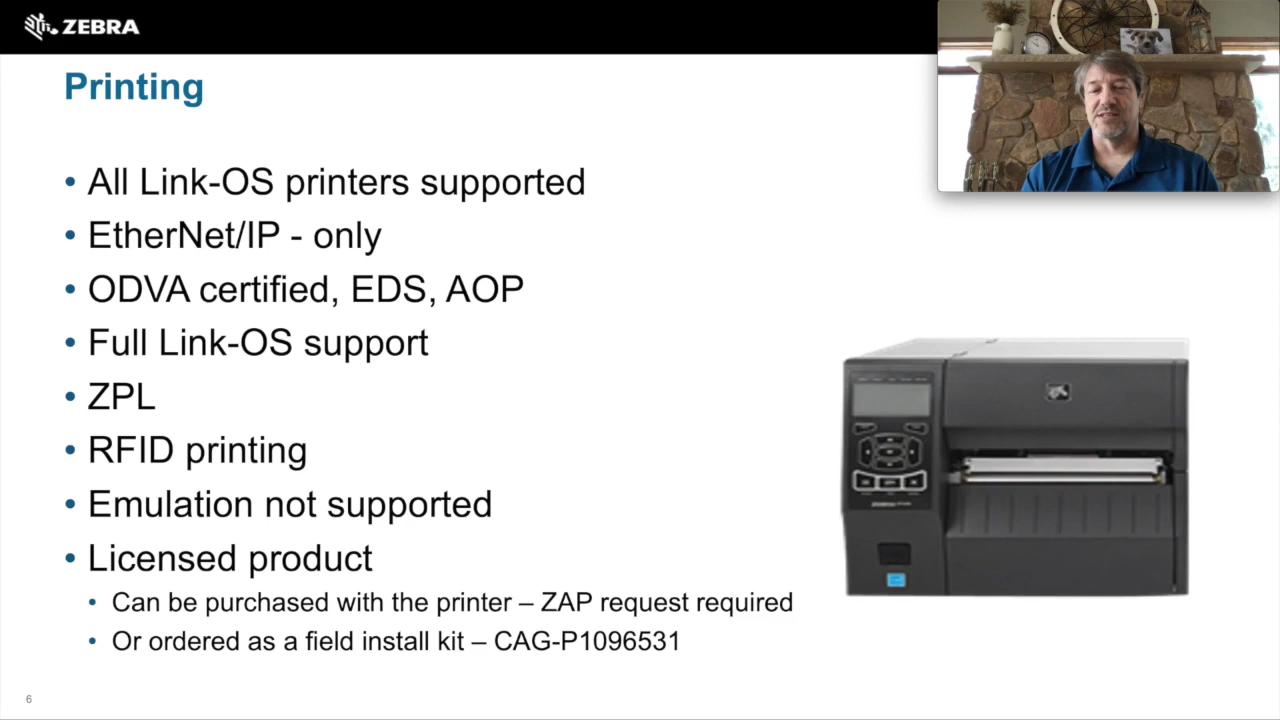 ZEBRA
Printing
• All Link-OS printers supported
• EtherNet/IP - only
• ODVA certified, EDS, AOP
• Full Link-OS support
• ZPL
• RFID printing
• Emulation not supported
• Licensed product
• Can be purchased with the printer – ZAP request required
• Or ordered as a field install kit – CAG-P1096531
6